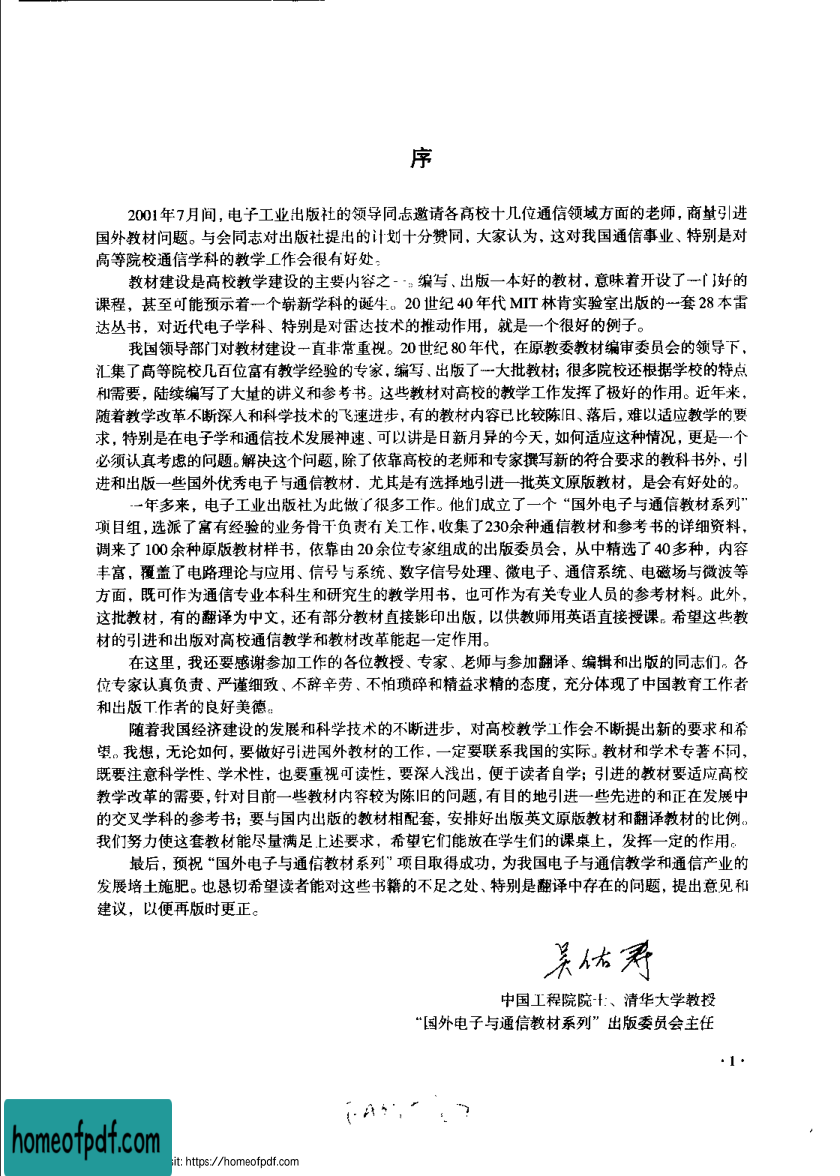 序
2001年7月间，电子工业出版社的领导同志邀请各高校十几位通信领域方面的老师，商量引进
国外教材问题。与会同志对出版社提出的计划十分赞同，大家认为，这对我国通信事业、特别是对
高等院校通信学科的教学工作会很有好处。
教材建设是高校教学建设的主要内容之一。编写、出版一本好的教材，意味着开设了一门好的
课程，甚至可能预示着一个崭新学科的诞生。20世纪40年代MIT林肯实验室出版的一套28本雷
达丛书，对近代电子学科、特别是对雷达技术的推动作用，就是一个很好的例子。
我国领导部门对教材建设一直非常重视。20世纪80年代，在原教委教材编审委员会的领导下，
汇集了高等院校几百位富有教学经验的专家，编写、出版了一大批教材；很多院校还根据学校的特点
和需要，陆续编写了大量的讲义和参考书。这些教材对高校的教学工作发挥了极好的作用。近年来，
随着教学改革不断深入和科学技术的飞速进步，有的教材内容已比较陈旧、落后，难以适应教学的要
求，特别是在电子学和通信技术发展神速、可以讲是日新月异的今天，如何适应这种情况，更是一个
必须认真考虑的问题。解决这个问题，除了依靠高校的老师和专家撰写新的符合要求的教科书外，引
进和出版一些国外优秀电子与通信教材，尤其是有选择地引进一批英文原版教材，是会有好处的。
一年多来，电子工业出版社为此做了很多工作。他们成立了一个“国外电子与通信教材系列”
项目组，选派了富有经验的业务骨干负责有关工作，收集了230余种通信教材和参考书的详细资料，
调来了100余种原版教材样书，依靠由20余位专家组成的出版委员会，从中精选了40多种，内容
丰富，覆盖了电路理论与应用、信号与系统、数字信号处理、微电子、通信系统、电磁场与微波等
方面，既可作为通信专业本科生和研究生的教学用书，也可作为有关专业人员的参考材料。此外，
这批教材，有的翻译为中文，还有部分教材直接影印出版，以供教师用英语直接授课。希望这些教
材的引进和出版对高校通信教学和教材改革能起一定作用。
在这里，我还要感谢参加工作的各位教授、专家、老师与参加翻译、编辑和出版的同志们。各
位专家认真负责、严谨细致、不辞辛劳、不怕琐碎和精益求精的态度，充分体现了中国教育工作者
和出版工作者的良好美德。
随着我国经济建设的发展和科学技术的不断进步，对高校教学工作会不断提出新的要求和希
望。我想，无论如何，要做好引进国外教材的工作，一定要联系我国的实际。教材和学术专著不同，
既要注意科学性、学术性，也要重视可读性，要深入浅出，便于读者自学；引进的教材要适应高校
教学改革的需要，针对目前一些教材内容较为陈旧的问题，有目的地引进一些先进的和正在发展中
的交叉学科的参考书；要与国内出版的教材相配套，安排好出版英文原版教材和翻译教材的比例。
我们努力使这套教材能尽量满足上述要求，希望它们能放在学生们的课桌上，发挥一定的作用。
最后，预祝“国外电子与通信教材系列”项目取得成功，为我国电子与通信教学和通信产业的
发展培土施肥。也恳切希望读者能对这些书籍的不足之处、特别是翻译中存在的问题，提出意见和
建议，以便再版时更正。
吴佑寿
中国工程院院士、清华大学教授
“国外电子与通信教材系列”出版委员会主任
·1·
homeofpdf.com
sit: https://homeofpdf.com